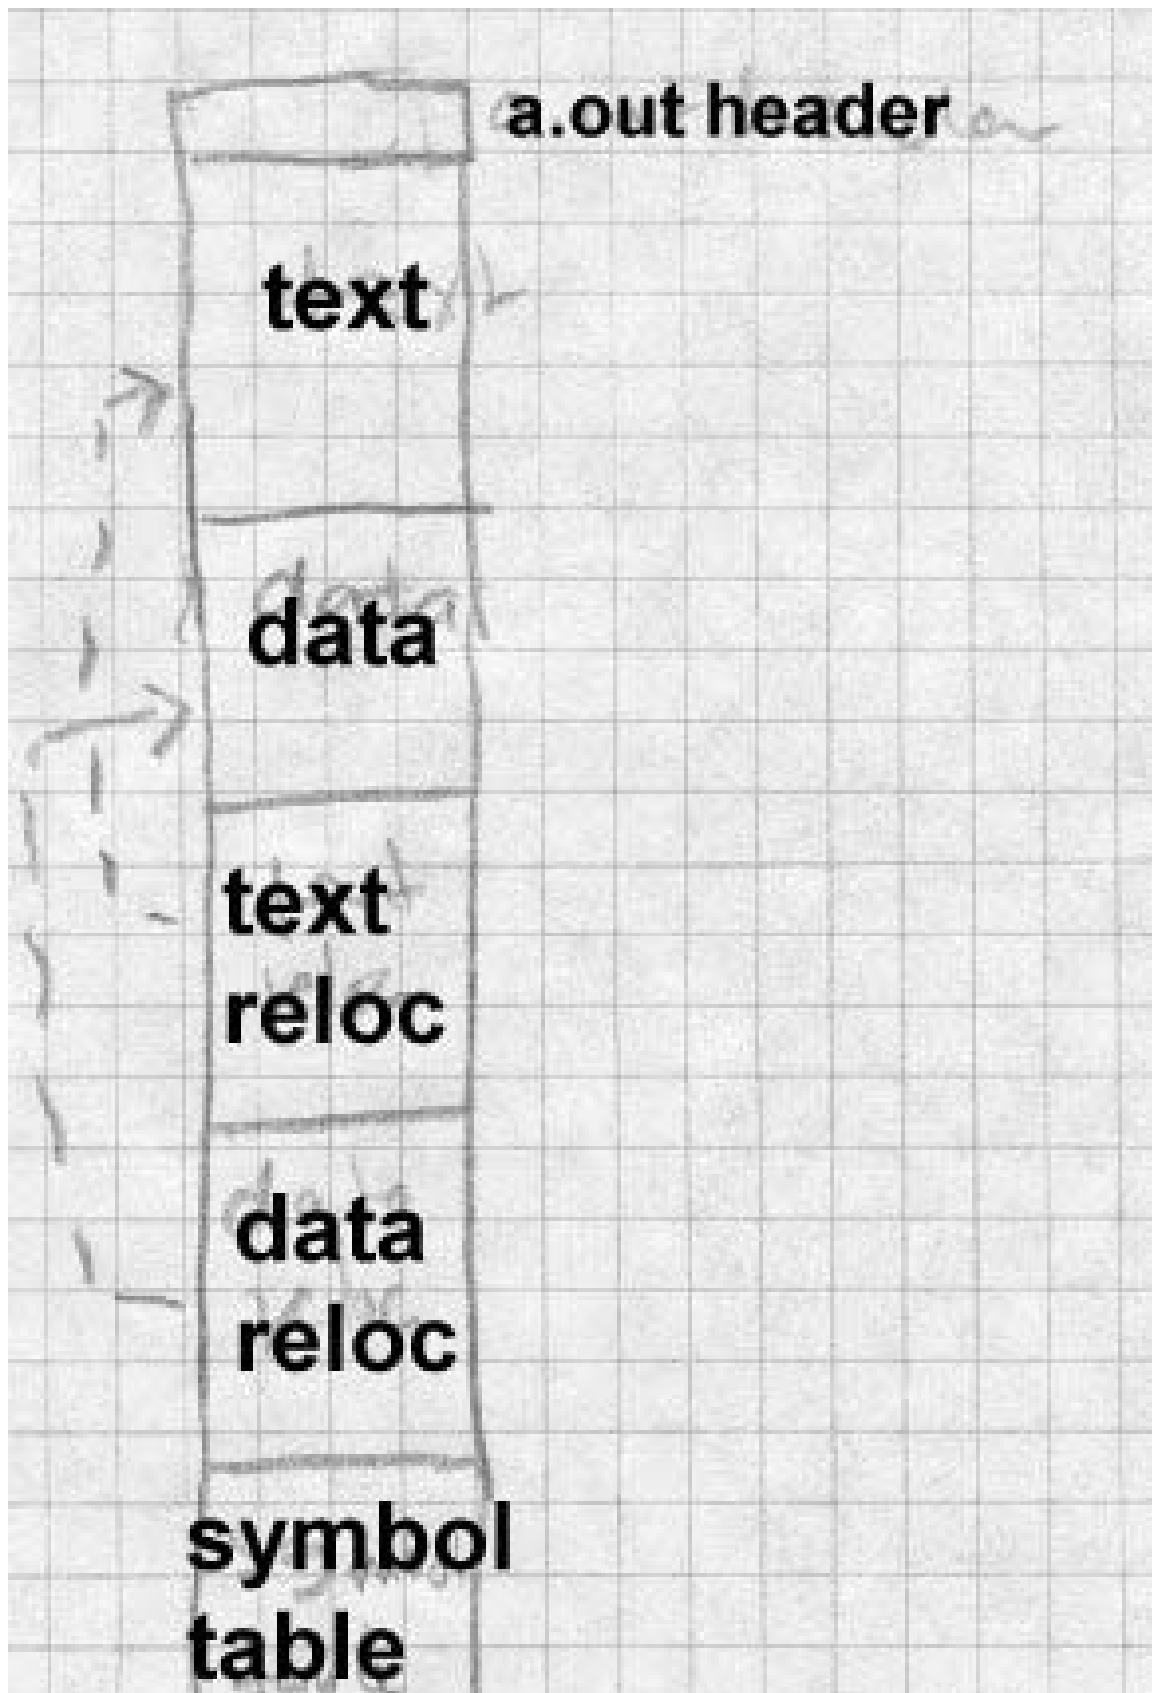 a.out header
text
data
text
reloc
data
reloc
symbol
table